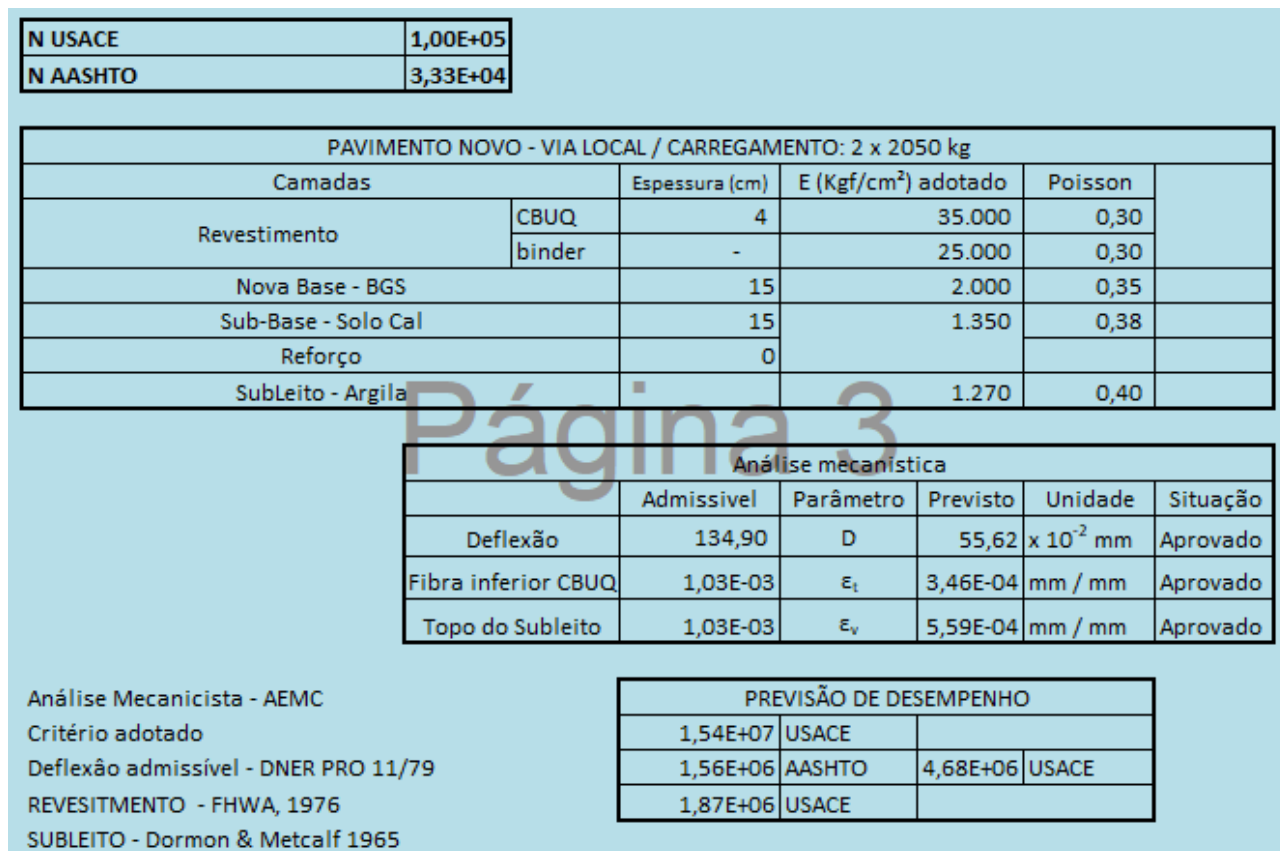 N USACE 1,00E+05
N AASHTO 3,33E+04
PAVIMENTO NOVO - VIA LOCAL / CARREGAMENTO: 2 x 2050 kg
Camadas Espessura (cm) E (Kgf/cm²) adotado Poisson
Revestimento CBUQ 4 35.000 0,30
binder - 25.000 0,30
Nova Base - BGS 15 2.000 0,35
Sub-Base - Solo Cal 15 1.350 0,38
Reforço 0
SubLeito - Argila 1.270 0,40
Página 3
Análise mecanistica
Admissivel Parâmetro Previsto Unidade Situação
Deflexão 134,90 D 55,62 x 10⁻² mm Aprovado
Fibra inferior CBUQ 1,03E-03 εₜ 3,46E-04 mm / mm Aprovado
Topo do Subleito 1,03E-03 εᵥ 5,59E-04 mm / mm Aprovado
Análise Mecanicista - AEMC
Critério adotado
Deflexâo admissível - DNER PRO 11/79
REVESITMENTO - FHWA, 1976
SUBLEITO - Dormon & Metcalf 1965
PREVISÃO DE DESEMPENHO
1,54E+07 USACE
1,56E+06 AASHTO 4,68E+06 USACE
1,87E+06 USACE